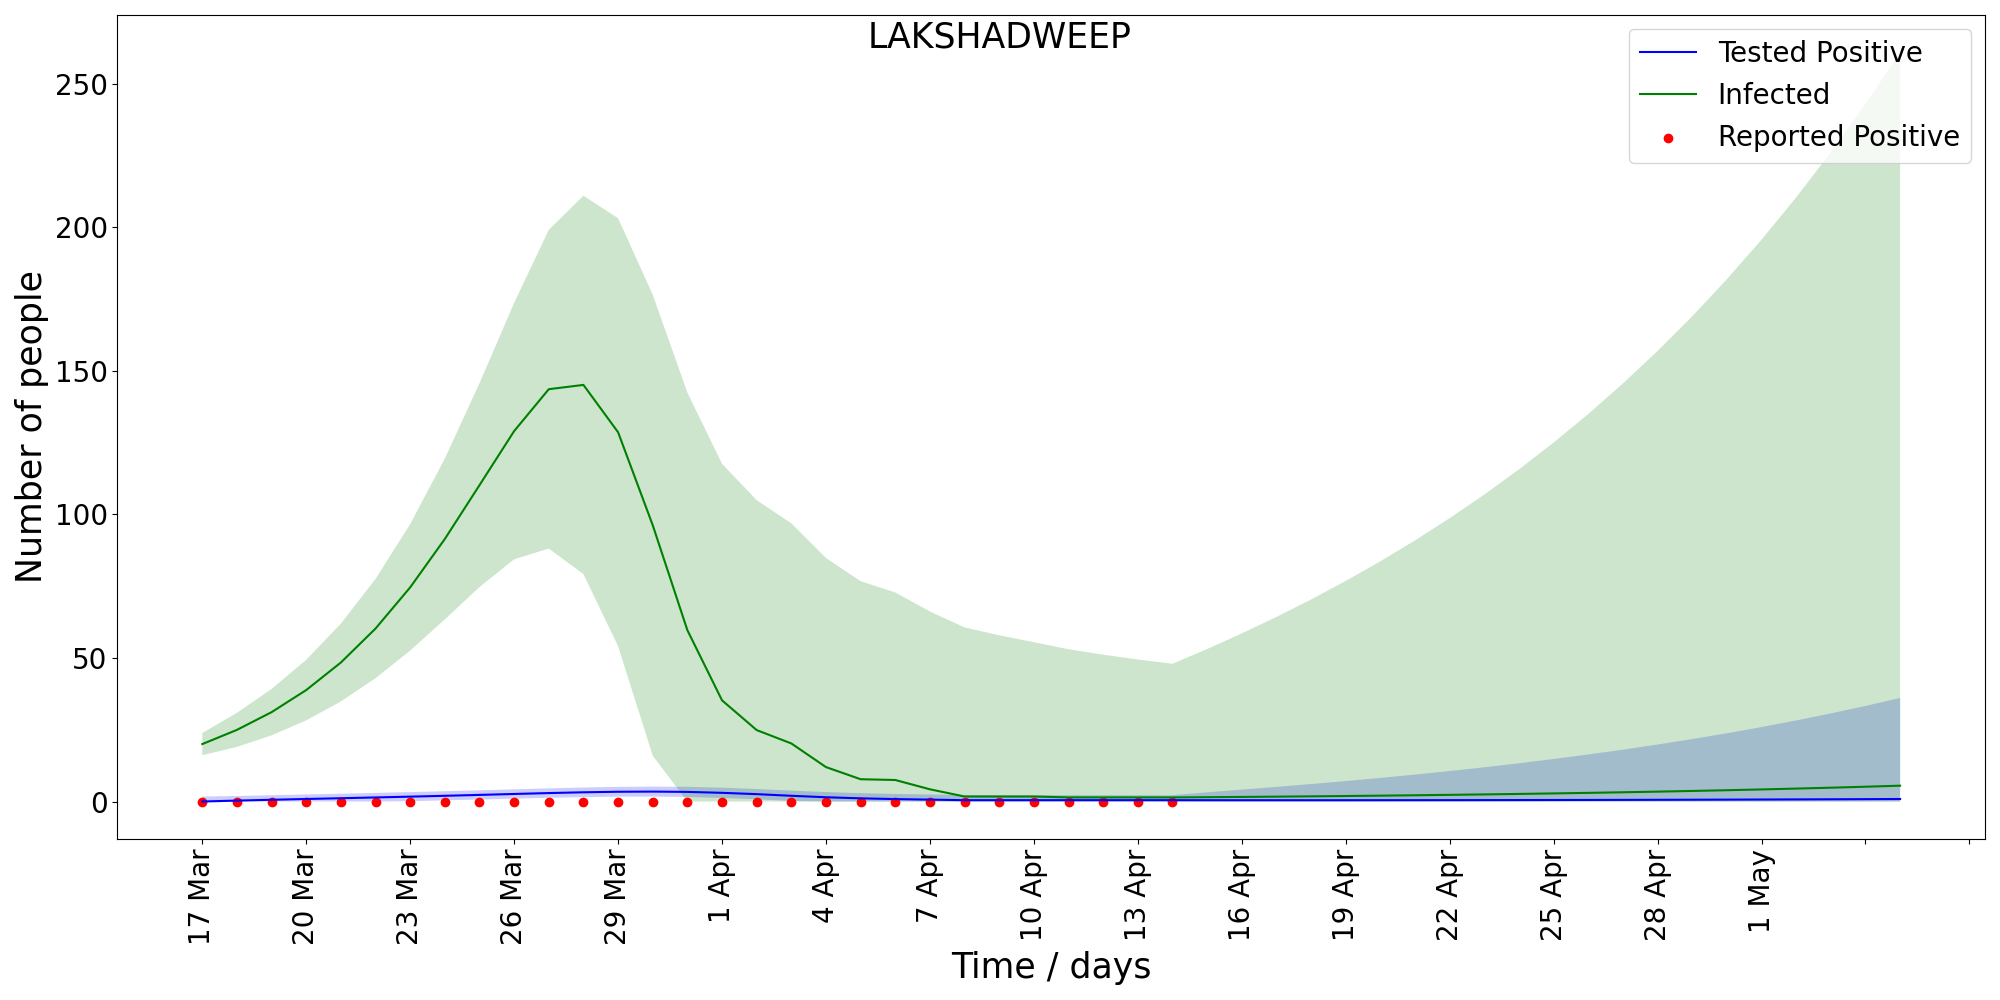 LAKSHADWEEP
Tested Positive
Infected
Reported Positive
Number of people
250
200
150
100
50
0
17 Mar
20 Mar
23 Mar
26 Mar
29 Mar
1 Apr
4 Apr
7 Apr
10 Apr
13 Apr
16 Apr
19 Apr
22 Apr
25 Apr
28 Apr
1 May
Time / days